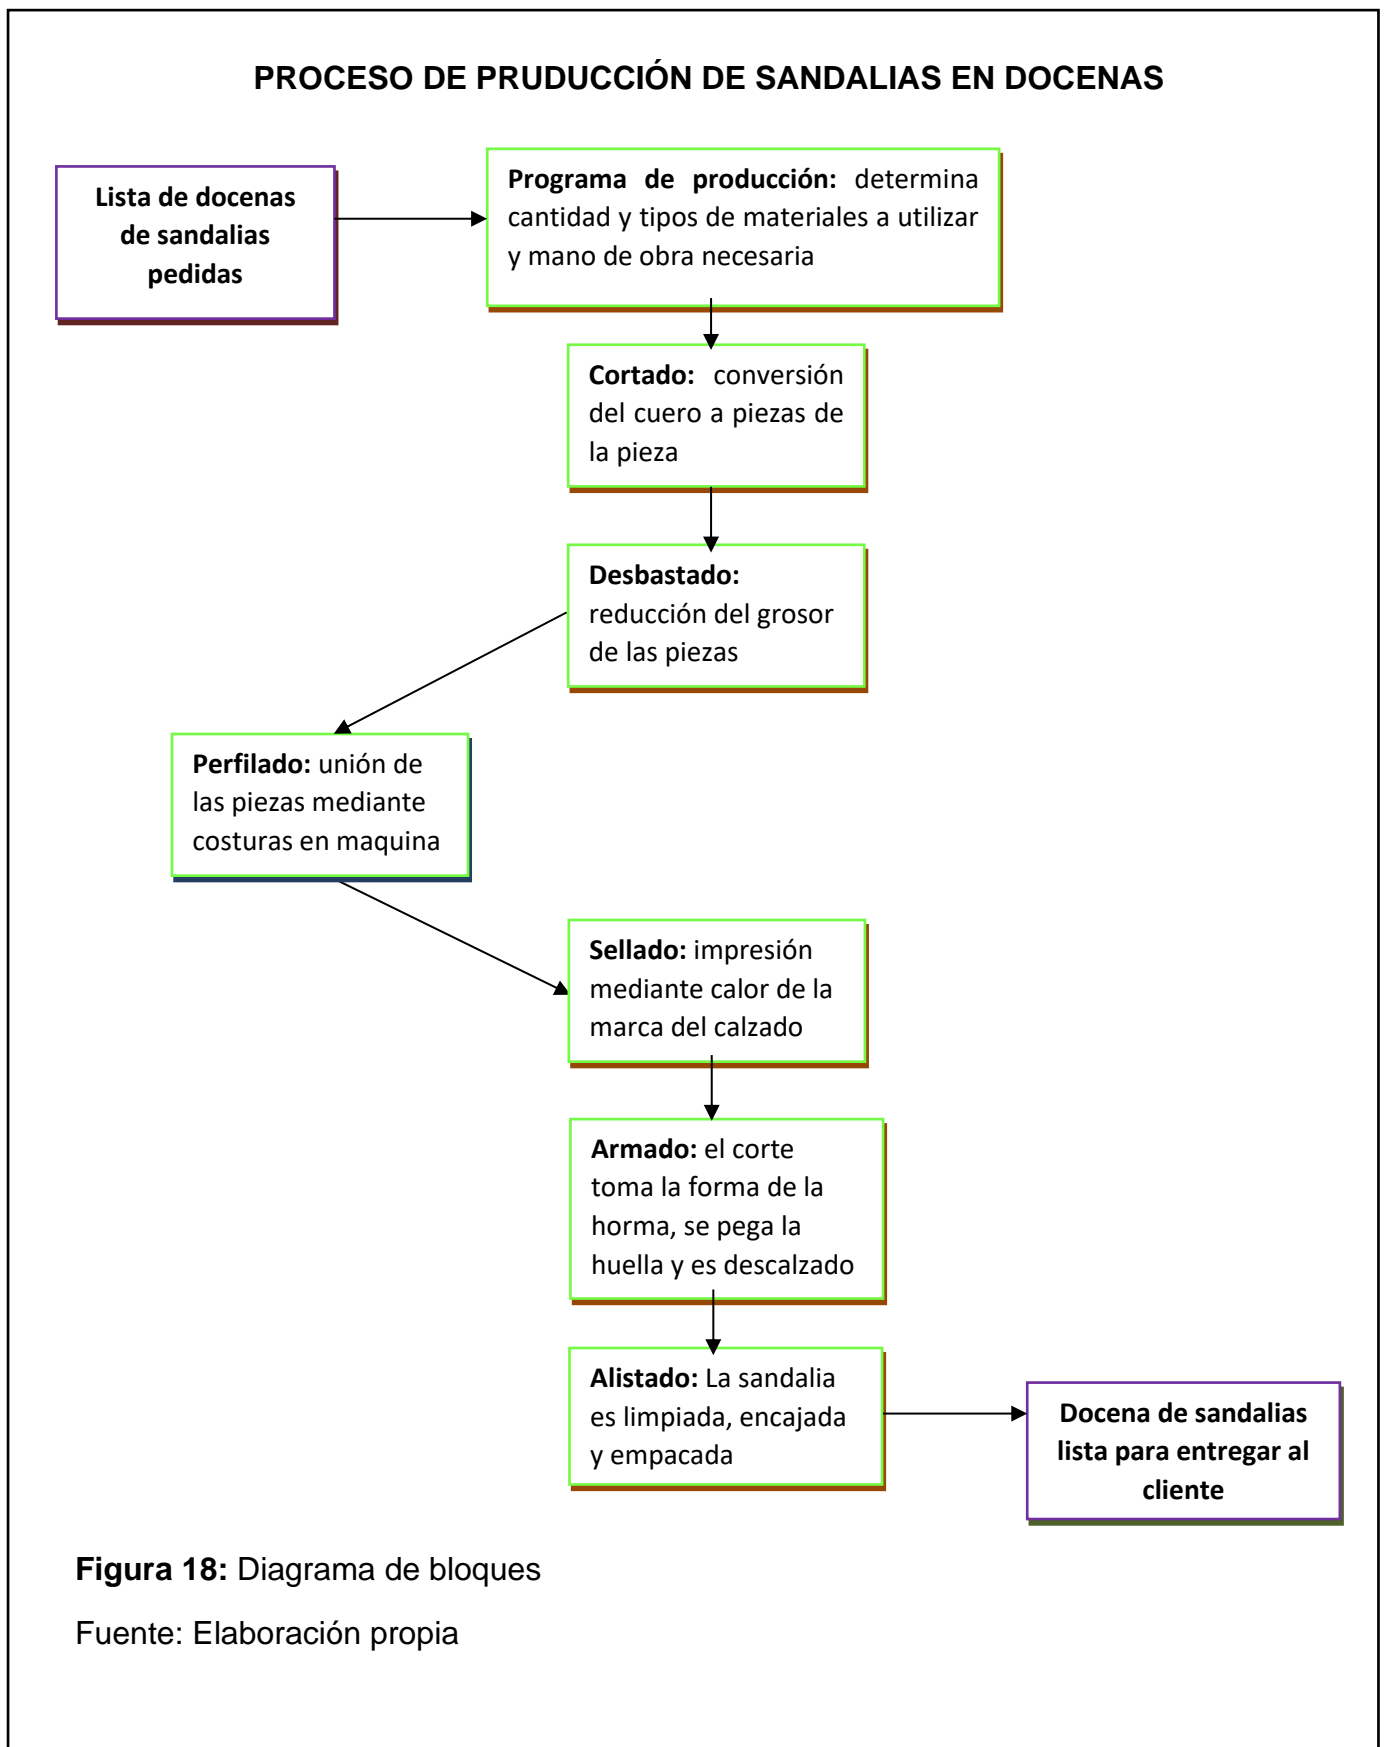 PROCESO DE PRUDUCCIÓN DE SANDALIAS EN DOCENAS
Lista de docenas
de sandalias
pedidas
Programa de producción: determina
cantidad y tipos de materiales a utilizar
y mano de obra necesaria
Cortado: conversión
del cuero a piezas de
la pieza
Desbastado:
reducción del grosor
de las piezas
Perfilado: unión de
las piezas mediante
costuras en maquina
Sellado: impresión
mediante calor de la
marca del calzado
Armado: el corte
toma la forma de la
horma, se pega la
huella y es descalzado
Alistado: La sandalia
es limpiada, encajada
y empacada
Docena de sandalias
lista para entregar al
cliente
Figura 18: Diagrama de bloques
Fuente: Elaboración propia